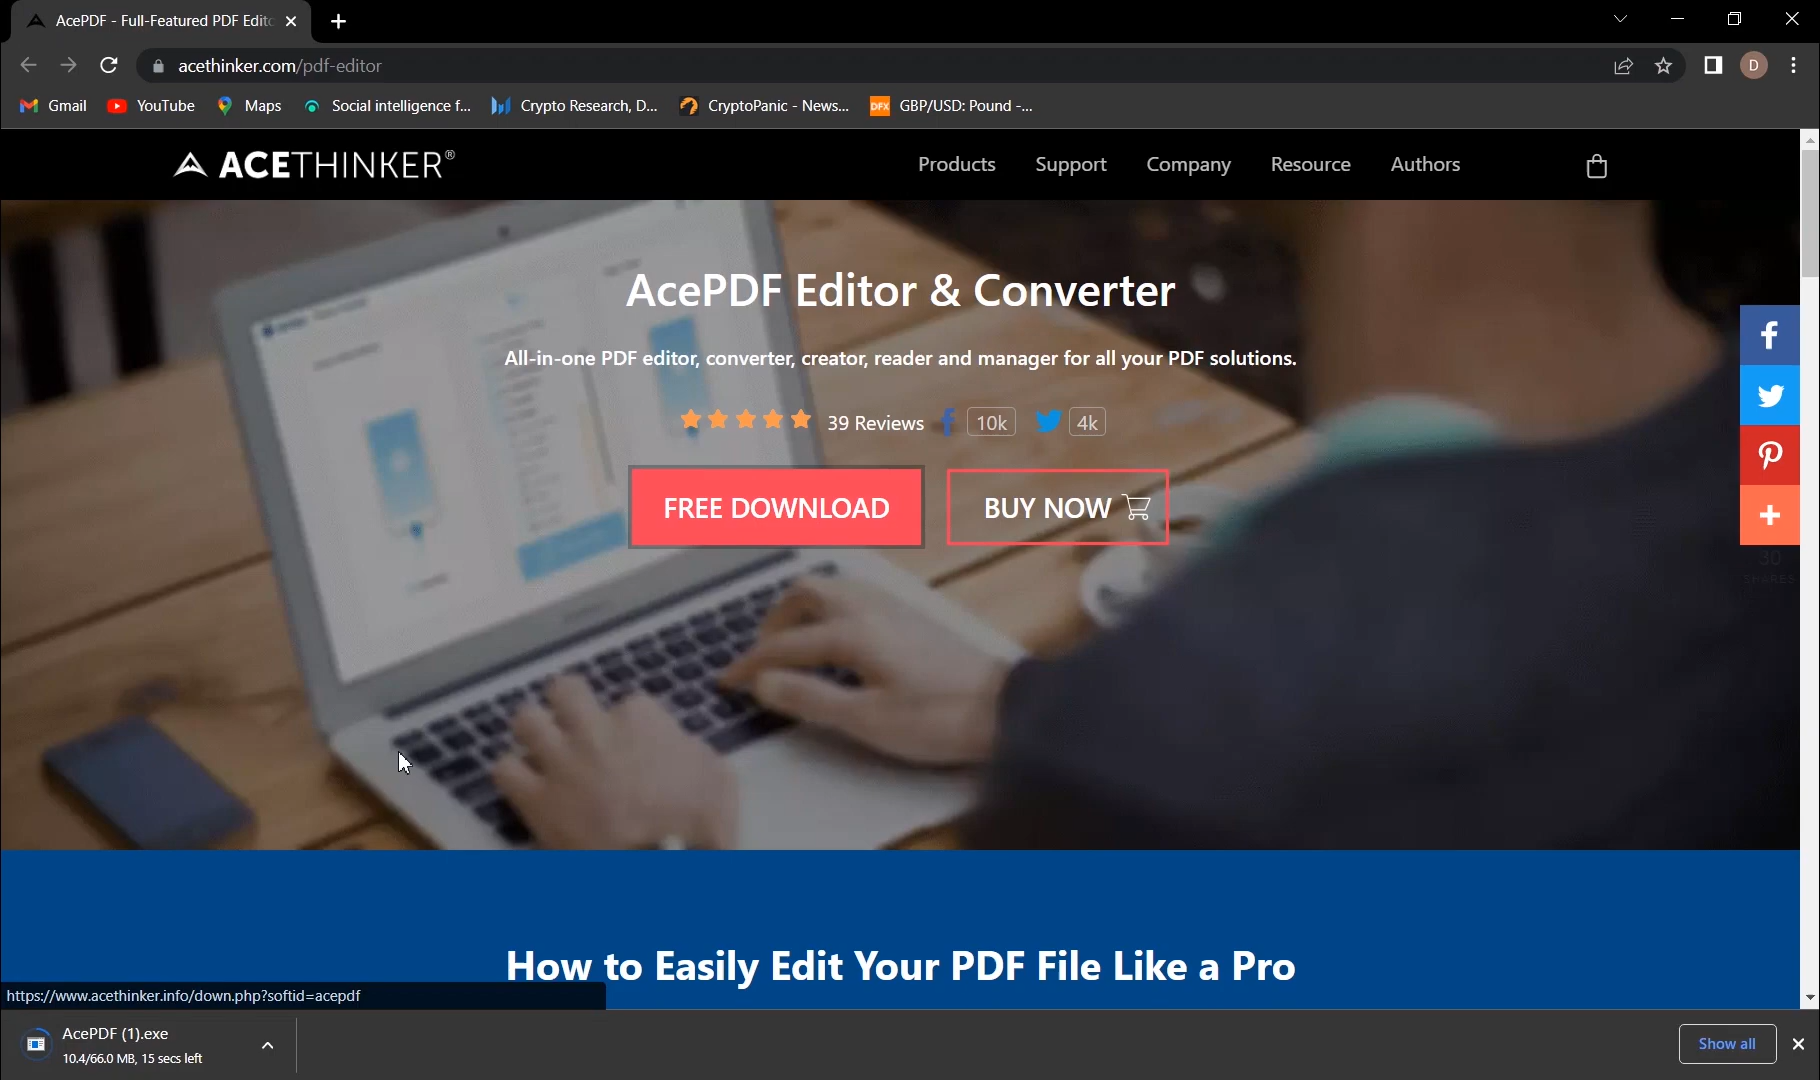 AcePDF - Full-Featured PDF Edito
acethinker.com/pdf-editor
D
Gmail
YouTube
Maps
Social intelligence f...
Crypto Research, D...
CryptoPanic - News...
DFX
GBP/USD: Pound -...
ACETHINKER®
Products
Support
Company
Resource
Authors
AcePDF Editor & Converter
All-in-one PDF editor, converter, creator, reader and manager for all your PDF solutions.
39 Reviews
10k
4k
FREE DOWNLOAD
BUY NOW
30
SHARES
How to Easily Edit Your PDF File Like a Pro
https://www.acethinker.info/down.php?softid=acepdf
AcePDF (1).exe
10.4/66.0 MB, 15 secs left
Show all